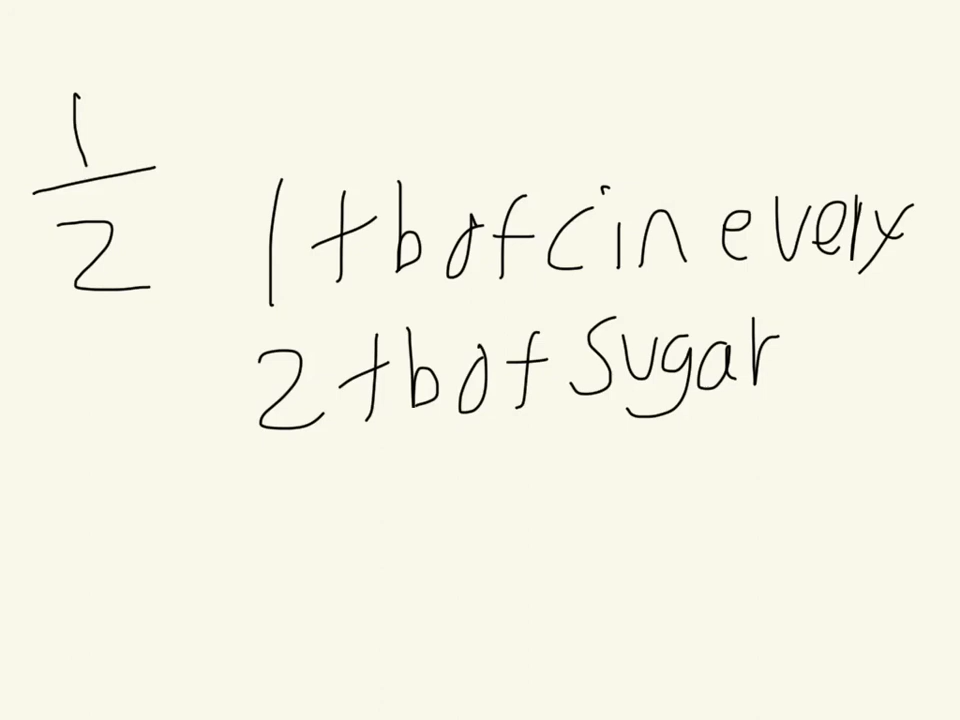 1/2
1 tb of cin every
2 tb of sugar